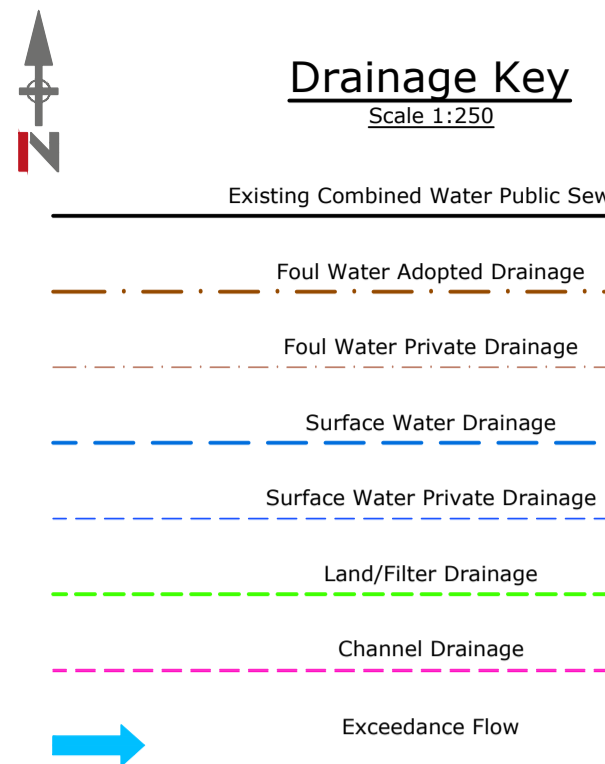 N
Drainage Key
Scale 1:250
Existing Combined Water Public
Foul Water Adopted Drainage
Foul Water Private Drainage
Surface Water Drainage
Surface Water Private Drainage
Land/Filter Drainage
Channel Drainage
Exceedance Flow